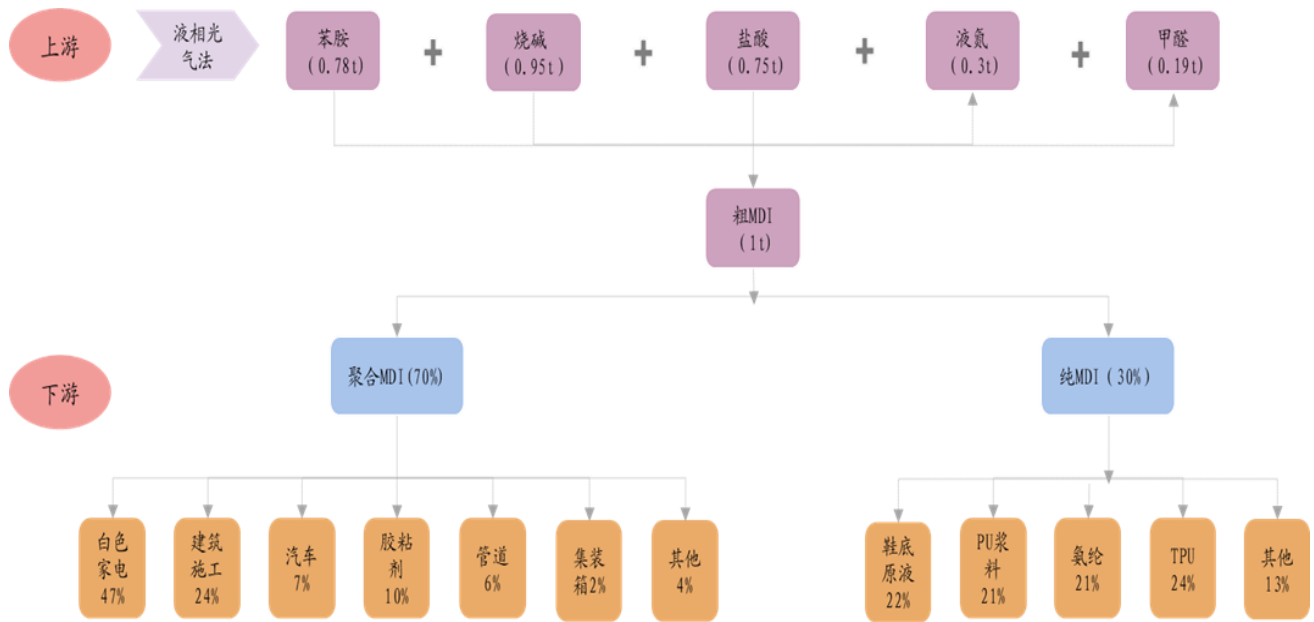 上游
液相光
气法
苯胺
(0.78t)
+
烧碱
(0.95t)
+
盐酸
(0.75t)
+
液氮
(0.3t)
+
甲醛
(0.19t)
粗MDI
(1t)
下游
聚合MDI(70%)
纯MDI(30%)
白色
家电
47%
建筑
施工
24%
汽车
7%
胶粘
剂
10%
管道
6%
集装
箱2%
其他
4%
鞋底
原液
22%
PU浆
料
21%
氨纶
21%
TPU
24%
其他
13%